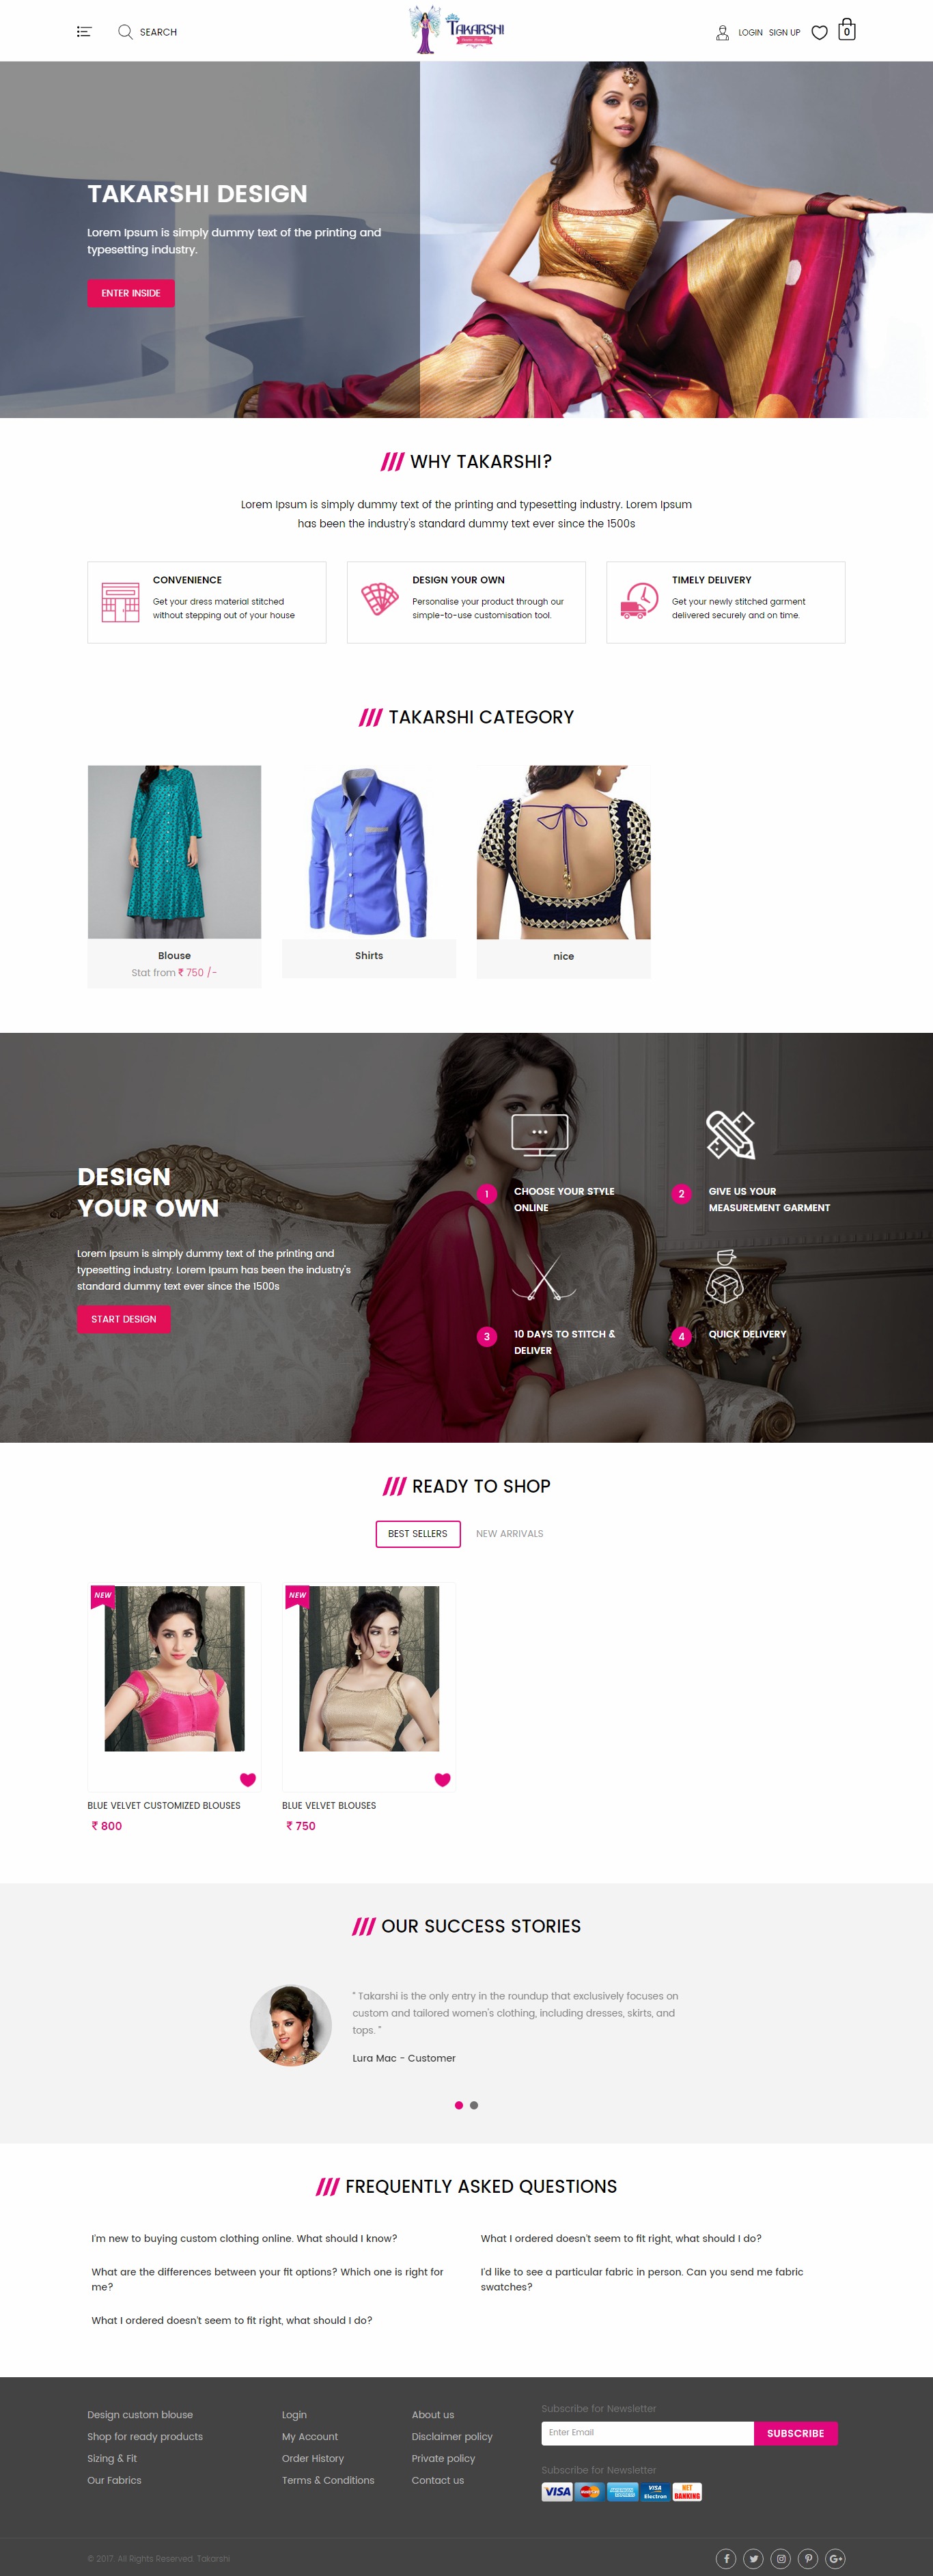 SEARCH
TAKARSHI
LOGIN SIGN UP
0
TAKARSHI DESIGN
Lorem Ipsum is simply dummy text of the printing and
typesetting industry.
ENTER INSIDE
WHY TAKARSHI?
Lorem Ipsum is simply dummy text of the printing and typesetting industry. Lorem Ipsum
has been the industry's standard dummy text ever since the 1500s
CONVENIENCE
Get your dress material stitched
without stepping out of your house
DESIGN YOUR OWN
Personalise your product through our
simple-to-use customisation tool.
TIMELY DELIVERY
Get your newly stitched garment
delivered securely and on time.
TAKARSHI CATEGORY
Blouse
Stat from ₹ 750 /-
Shirts
nice
DESIGN
YOUR OWN
Lorem Ipsum is simply dummy text of the printing and
typesetting industry. Lorem Ipsum has been the industry's
standard dummy text ever since the 1500s
START DESIGN
1 CHOOSE YOUR STYLE
ONLINE
2 GIVE US YOUR
MEASUREMENT GARMENT
3 10 DAYS TO STITCH &
DELIVER
4 QUICK DELIVERY
READY TO SHOP
BEST SELLERS
NEW ARRIVALS
NEW
BLUE VELVET CUSTOMIZED BLOUSES
₹ 800
NEW
BLUE VELVET BLOUSES
₹ 750
OUR SUCCESS STORIES
" Takarshi is the only entry in the roundup that exclusively focuses on
custom and tailored women's clothing, including dresses, skirts, and
tops. "
Lura Mac - Customer
FREQUENTLY ASKED QUESTIONS
I'm new to buying custom clothing online. What should I know?
What are the differences between your fit options? Which one is right for
me?
What I ordered doesn't seem to fit right, what should I do?
What I ordered doesn't seem to fit right, what should I do?
I'd like to see a particular fabric in person. Can you send me fabric
swatches?
Design custom blouse
Shop for ready products
Sizing & Fit
Our Fabrics
Login
My Account
Order History
Terms & Conditions
About us
Disclaimer policy
Private policy
Contact us
Subscribe for Newsletter
Enter Email
SUBSCRIBE
Subscribe for Newsletter
VISA
VISA
Electron
NET
BANKING
© 2017. All Rights Reserved. Takarshi